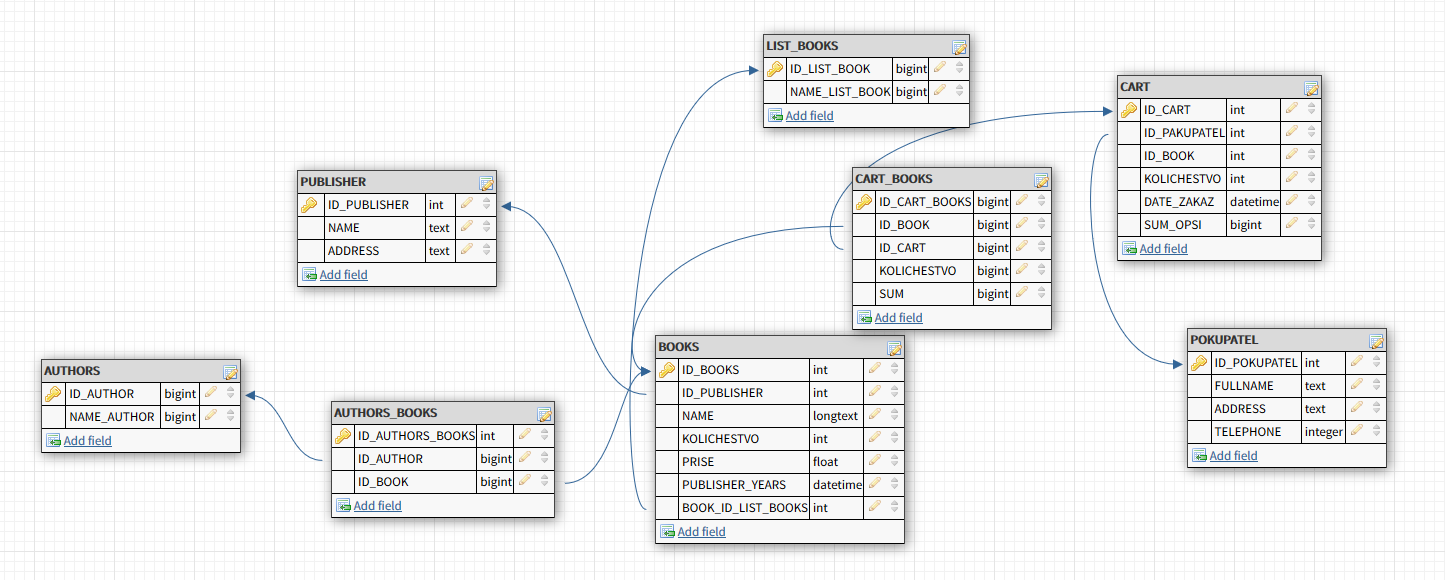 LIST_BOOKS
ID_LIST_BOOK bigint
NAME_LIST_BOOK bigint
Add field
CART
ID_CART int
ID_PAKUPATEL int
ID_BOOK int
KOLICHESTVO int
DATE_ZAKAZ datetime
SUM_OPSI bigint
Add field
PUBLISHER
ID_PUBLISHER int
NAME text
ADDRESS text
Add field
CART_BOOKS
ID_CART_BOOKS bigint
ID_BOOK bigint
ID_CART bigint
KOLICHESTVO bigint
SUM bigint
Add field
AUTHORS
ID_AUTHOR bigint
NAME_AUTHOR bigint
Add field
AUTHORS_BOOKS
ID_AUTHORS_BOOKS int
ID_AUTHOR bigint
ID_BOOK bigint
Add field
BOOKS
ID_BOOKS int
ID_PUBLISHER int
NAME longtext
KOLICHESTVO int
PRISE float
PUBLISHER_YEARS datetime
BOOK_ID_LIST_BOOKS int
Add field
POKUPATEL
ID_POKUPATEL int
FULLNAME text
ADDRESS text
TELEPHONE integer
Add field